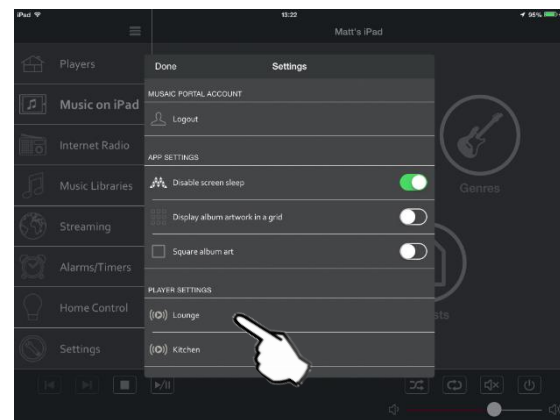 iPad 13:22 95%
Matt's iPad
Players
Music on iPad
Internet Radio
Music Libraries
Streaming
Alarms/Timers
Home Control
Settings
Done Settings
MUSAIC PORTAL ACCOUNT
Logout
APP SETTINGS
Disable screen sleep
Display album artwork in a grid
Square album art
PLAYER SETTINGS
Lounge
Kitchen
Genres
sts